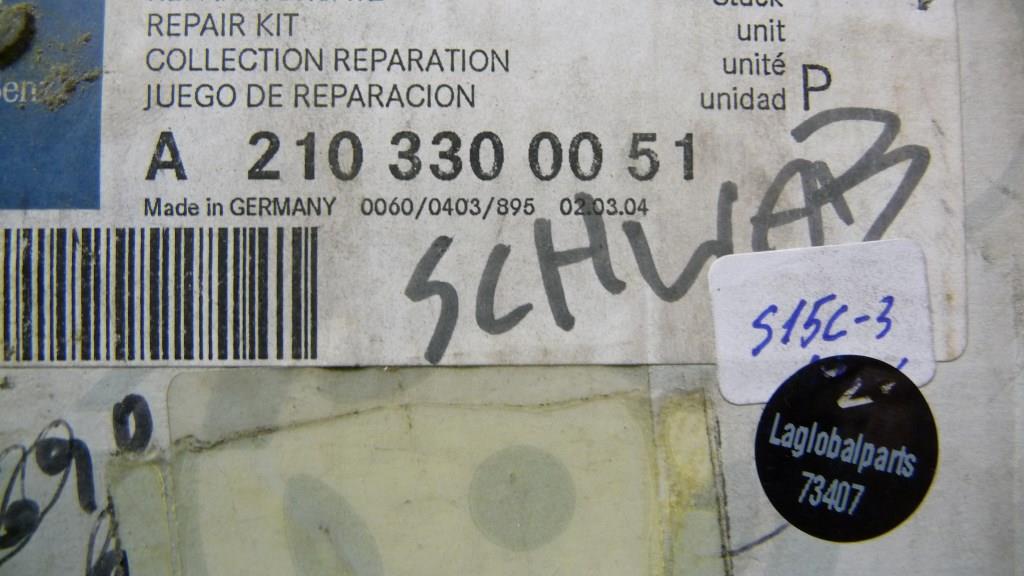 REPAIR KIT
COLLECTION REPARATION
JUEGO DE REPARACION
Stück
unit
unité
unidad P
A 210 330 00 51
Made in GERMANY 0060/0403/895 02.03.04
SCHWAB
S15C-3
Laglobalparts
73407